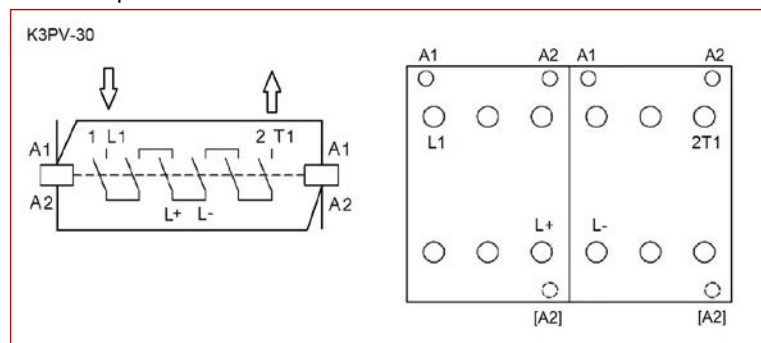 K3PV-30
A1 A2 A1 A2
1 L1 2 T1
A1 A1
L1 2T1
A2 A2
L+ L-
L+ L-
[A2] [A2]